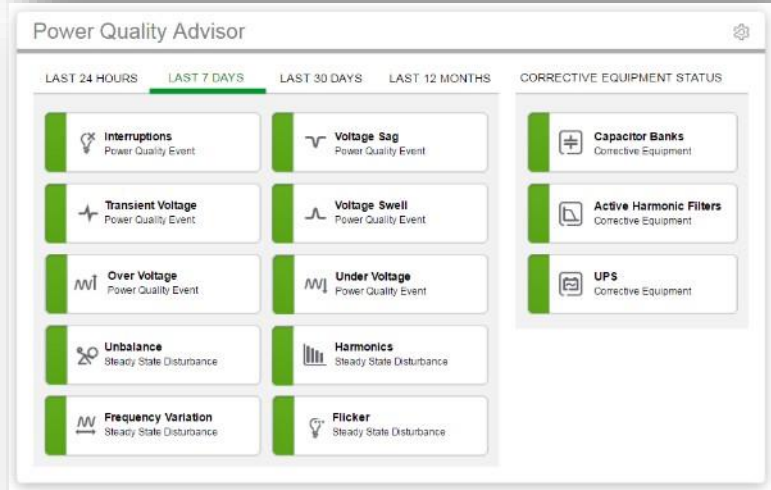 Power Quality Advisor
LAST 24 HOURS
LAST 7 DAYS
LAST 30 DAYS
LAST 12 MONTHS
CORRECTIVE EQUIPMENT STATUS
Interruptions
Power Quality Event
Voltage Sag
Power Quality Event
Transient Voltage
Power Quality Event
Voltage Swell
Power Quality Event
Over Voltage
Power Quality Event
Under Voltage
Power Quality Event
Unbalance
Steady State Disturbance
Harmonics
Steady State Disturbance
Frequency Variation
Steady State Disturbance
Flicker
Steady State Disturbance
Capacitor Banks
Corrective Equipment
Active Harmonic Filters
Corrective Equipment
UPS
Corrective Equipment